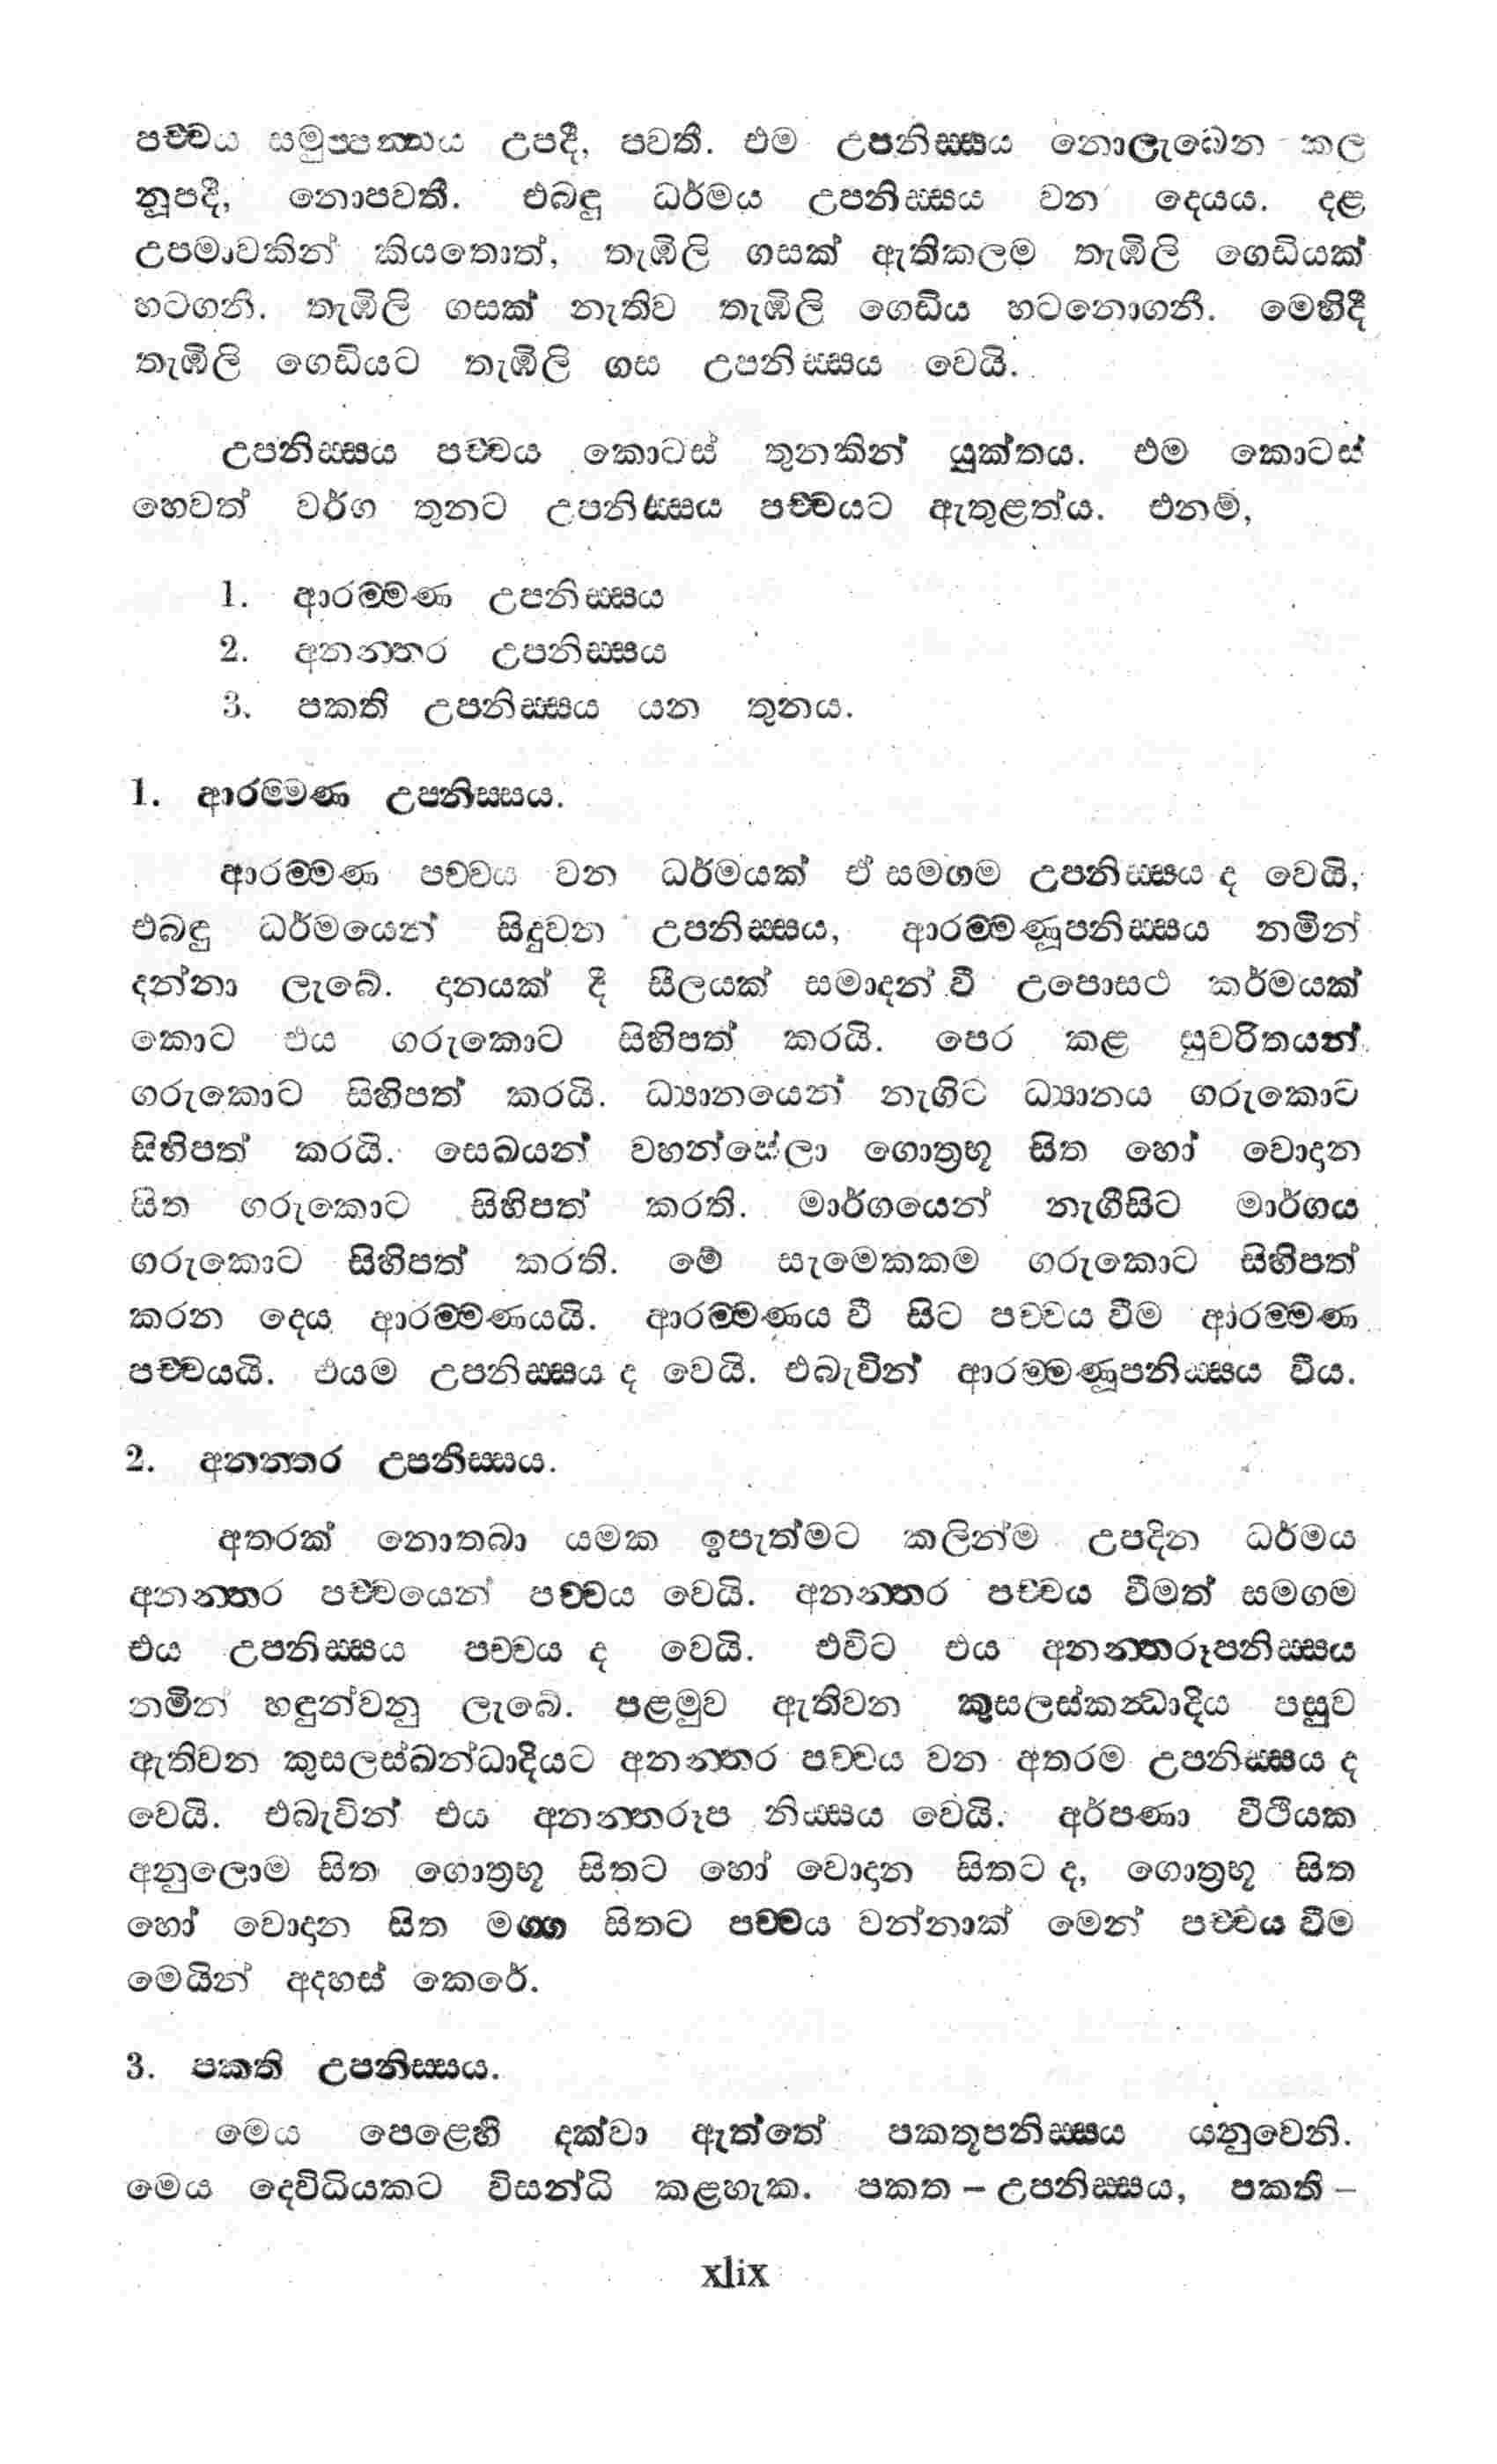 පච්චය සමුප්පන්නය උපදී, පවතී. එම උපනිස්සය නොලැබෙන කල
නූපදී, නොපවතී. එබඳු ධර්මය උපනිස්සය වන දෙයය. දළ
උපමාවකින් කියතොත්, තැඹිලි ගසක් ඇතිකලම තැඹිලි ගෙඩියක්
හටගනී. තැඹිලි ගසක් නැතිව තැඹිලි ගෙඩිය හටනොගනී. මෙහිදී
තැඹිලි ගෙඩියට තැඹිලි ගස උපනිස්සය වෙයි.
උපනිස්සය පච්චය කොටස් තුනකින් යුක්තය. එම කොටස්
හෙවත් වර්ග තුනට උපනිස්සය පච්චයට ඇතුළත්ය. එනම්,
1. ආරම්මණ උපනිස්සය
2. අනන්තර උපනිස්සය
3. පකති උපනිස්සය යන තුනය.
1. ආරම්මණ උපනිස්සය.
ආරම්මණ පච්චය වන ධර්මයක් ඒ සමගම උපනිස්සය ද වෙයි,
එබඳු ධර්මයෙන් සිදුවන උපනිස්සය, ආරම්මණූපනිස්සය නමින්
දන්නා ලැබේ. දානයක් දී සීලයක් සමාදන් වී උපොසථ කර්මයක්
කොට එය ගරුකොට සිහිපත් කරයි. පෙර කළ සුචරිතයන්
ගරුකොට සිහිපත් කරයි. ධ්‍යානයෙන් නැගිට ධ්‍යානය ගරුකොට
සිහිපත් කරයි. සෙඛයන් වහන්සේලා ගොත්‍රභූ සිත හෝ වොදාන
සිත ගරුකොට සිහිපත් කරති. මාර්ගයෙන් නැගීසිට මාර්ගය
ගරුකොට සිහිපත් කරති. මේ සැමෙකකම ගරුකොට සිහිපත්
කරන දෙය ආරම්මණයයි. ආරම්මණය වී සිට පච්චය වීම ආරම්මණ
පච්චයයි. එයම උපනිස්සය ද වෙයි. එබැවින් ආරම්මණූපනිස්සය විය.
2. අනන්තර උපනිස්සය.
අතරක් නොතබා යමක ඉපැත්මට කලින්ම උපදින ධර්මය
අනන්තර පච්චයෙන් පච්චය වෙයි. අනන්තර පච්චය වීමත් සමගම
එය උපනිස්සය පච්චය ද වෙයි. එවිට එය අනන්තරූපනිස්සය
නමින් හඳුන්වනු ලැබේ. පළමුව ඇතිවන කුසලස්කන්ධාදිය පසුව
ඇතිවන කුසලස්ඛන්ධාදියට අනන්තර පච්චය වන අතරම උපනිස්සය ද
වෙයි. එබැවින් එය අනන්තරූප නිස්සය වෙයි. අර්පණා වීථියක
අනුලොම සිත ගොත්‍රභූ සිතට හෝ වොදාන සිතට ද, ගොත්‍රභූ සිත
හෝ වොදාන සිත මග්ග සිතට පච්චය වන්නාක් මෙන් පච්චය වීම
මෙයින් අදහස් කෙරේ.
3. පකති උපනිස්සය.
මෙය පෙළෙහි දක්වා ඇත්තේ පකතූපනිස්සය යනුවෙනි.
මෙය දෙවිධියකට විසන්ධි කළහැක. පකත – උපනිස්සය, පකති –
xlix